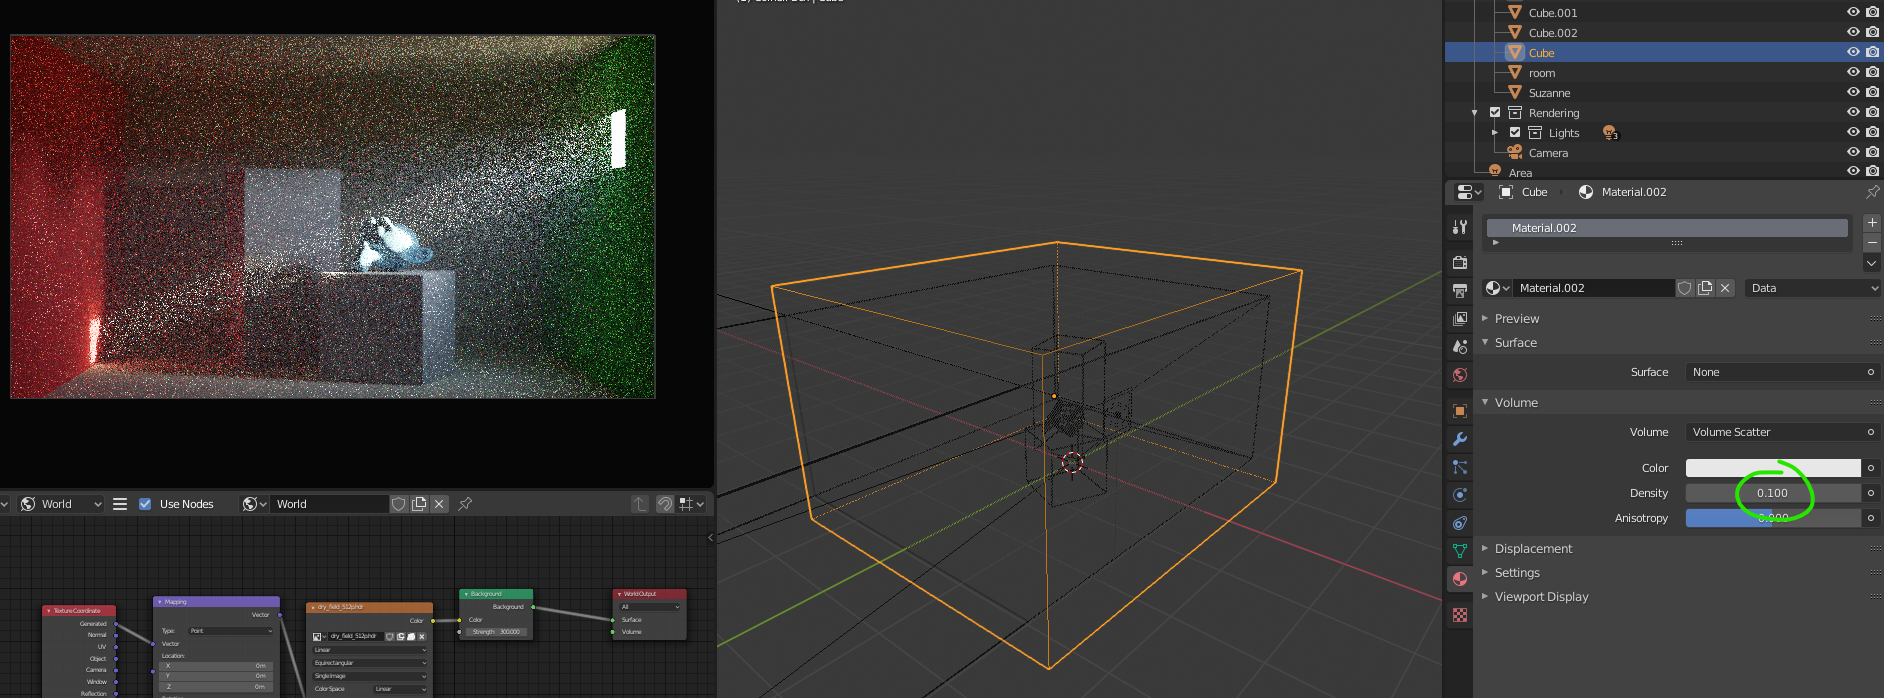 Cube.001
Cube.002
Cube
room
Suzanne
Rendering
Lights
3
Camera
Area
Cube
Material.002
Material.002
Material.002
Data
Preview
Surface
Surface
None
Volume
Volume
Volume Scatter
Color
Density
0.100
Anisotropy
0.000
Displacement
Settings
Viewport Display
World
Use Nodes
World
Texture Coordinate
Generated
Normal
UV
Object
Camera
Window
Reflection
Mapping
Vector
Type:
Point
Vector
Location:
X
0m
Y
0m
Z
0m
dry_field_512phdr
Color
dry_field_512phdr
Linear
Equirectangular
Single Image
Color Space
Linear
Background
Background
Color
Strength
300.000
World Output
All
Surface
Volume